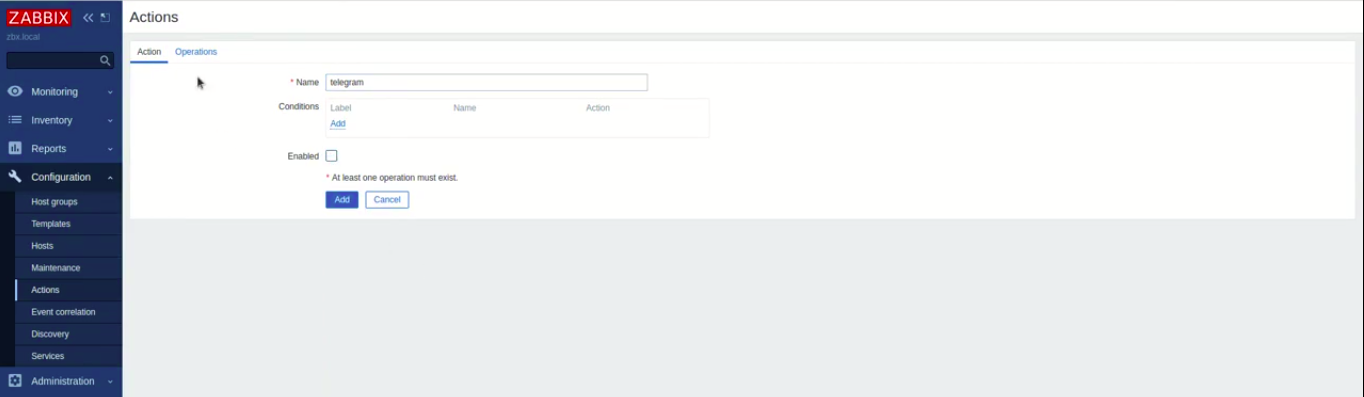 ZABBIX
zbx.local
Monitoring
Inventory
Reports
Configuration
Host groups
Templates
Hosts
Maintenance
Actions
Event correlation
Discovery
Services
Administration
Actions
Action Operations
* Name telegram
Conditions Label Name Action
Add
Enabled
* At least one operation must exist.
Add Cancel